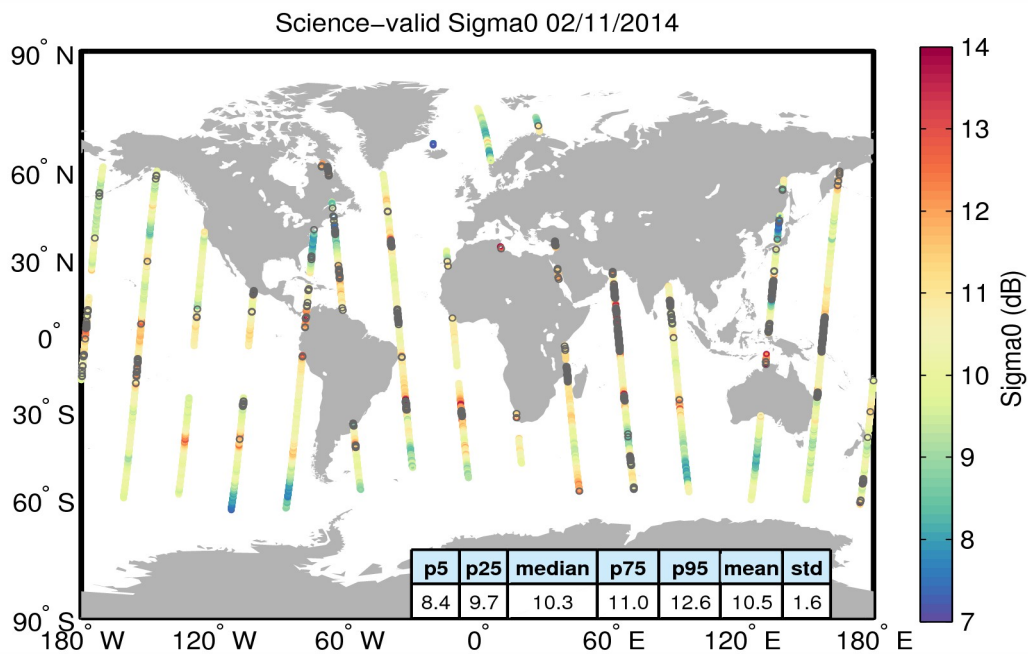 Science−valid Sigma0 02/11/2014
90° N
60° N
30° N
0°
30° S
60° S
90° S
180° W
120° W
60° W
0°
60° E
120° E
180° E
p5 p25 median p75 p95 mean std
8.4 9.7 10.3 11.0 12.6 10.5 1.6
14
13
12
11
10
9
8
7
Sigma0 (dB)